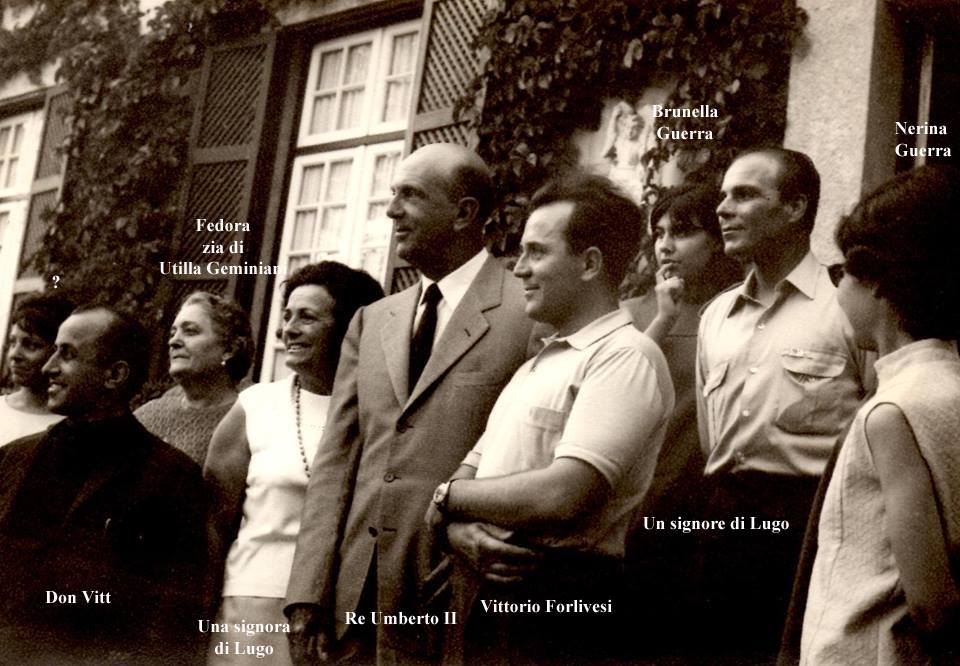 Brunella
Guerra
Nerina
Guerra
Fedora
zia di
Utilla Geminiani
?
Un signore di Lugo
Don Vitt
Vittorio Forlivesi
Re Umberto II
Una signora
di Lugo